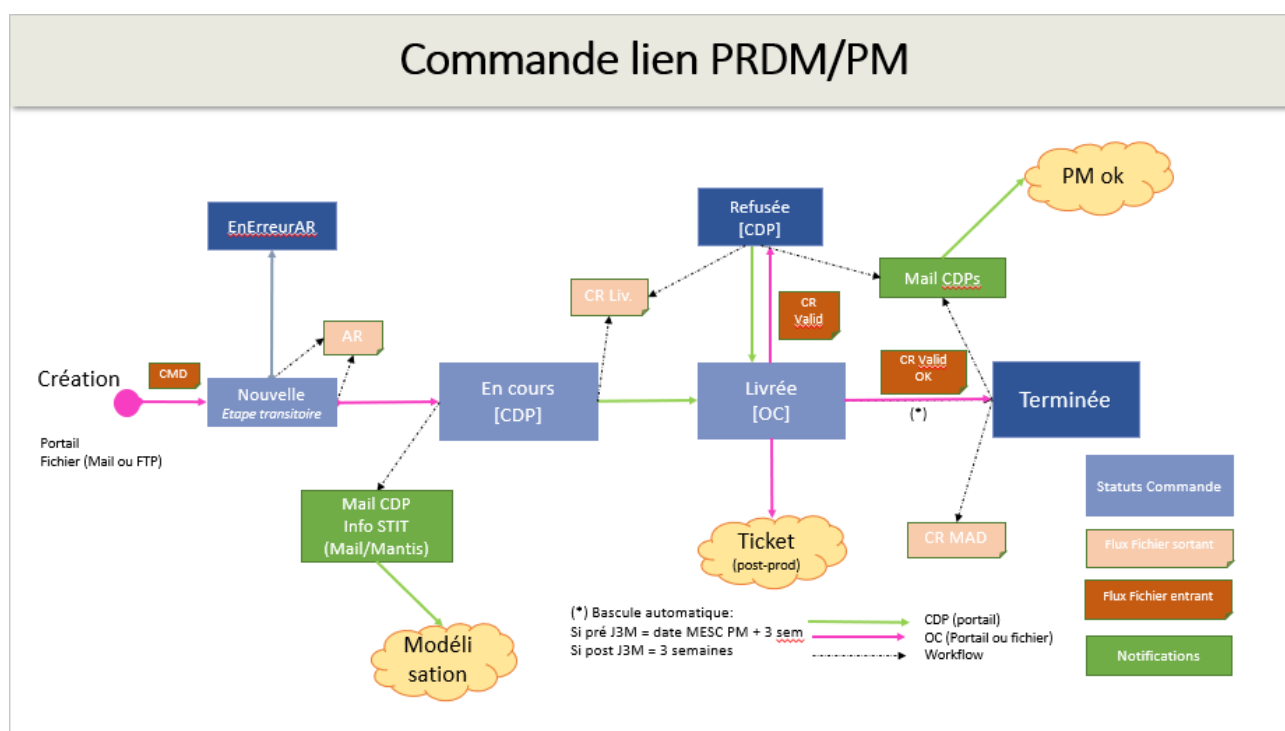 Commande lien PRDM/PM
PM ok
Refusée
[CDP]
EnErreurAR
Mail CDPs
CR Liv.
CR
Valid
AR
Création
CMD
Nouvelle
Etape transitoire
En cours
[CDP]
Livrée
[OC]
CR Valid
OK
(*)
Terminée
Portail
Fichier (Mail ou FTP)
Mail CDP
Info STIT
(Mail/Mantis)
Ticket
(post-prod)
CR MAD
Statuts Commande
Flux Fichier sortant
Flux Fichier entrant
Notifications
Modéli
sation
(*) Bascule automatique:
Si pré J3M = date MESC PM + 3 sem
Si post J3M = 3 semaines
CDP (portail)
OC (Portail ou fichier)
Workflow